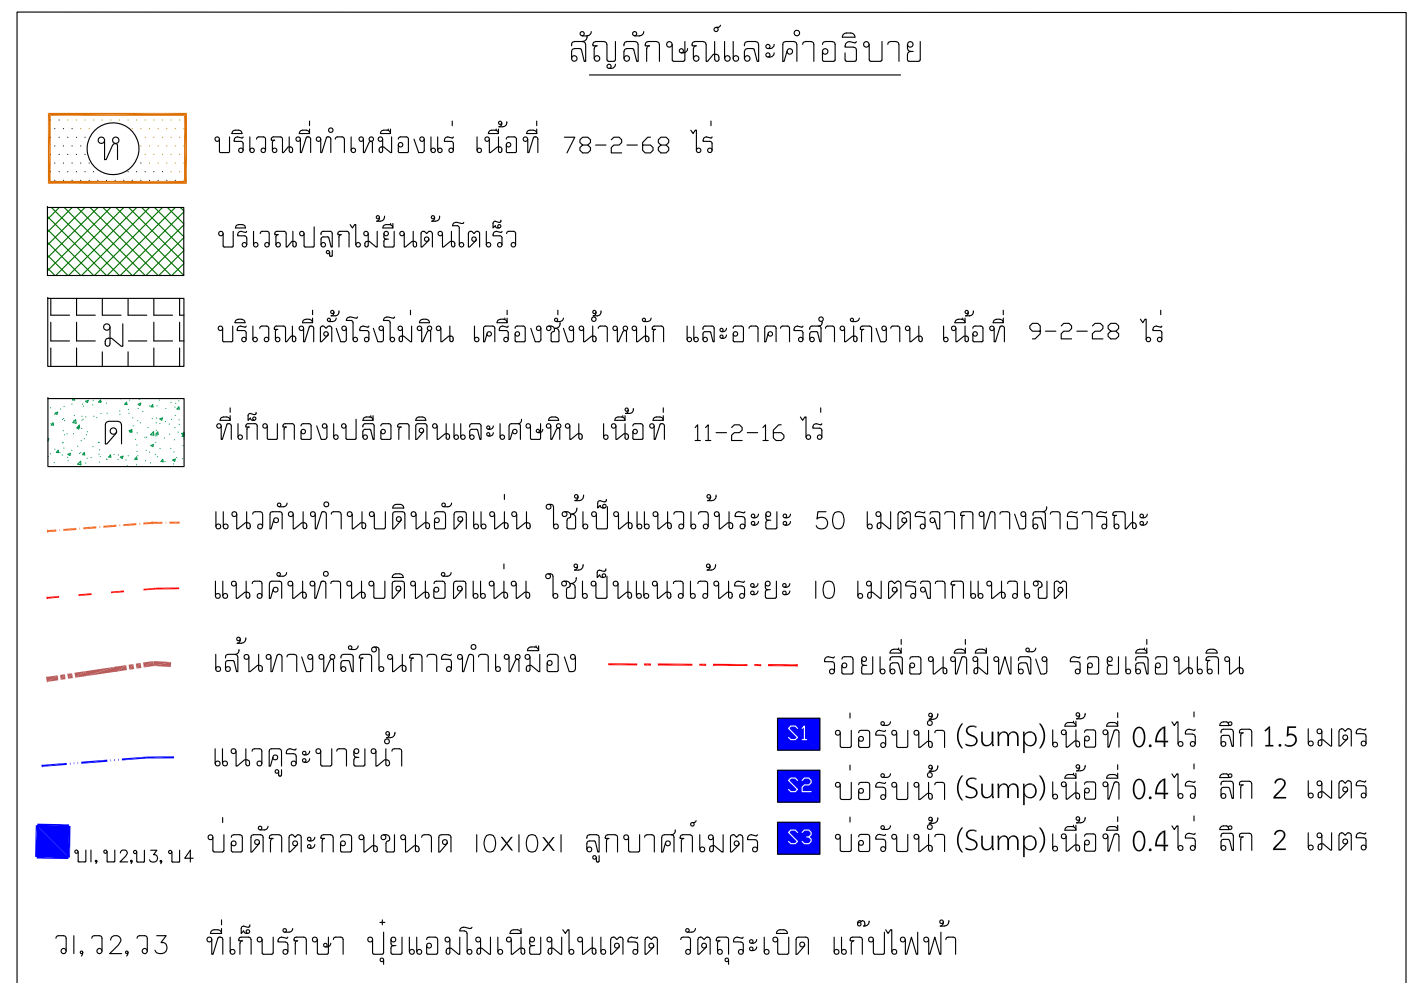 สัญลักษณ์และคำอธิบาย
ห บริเวณที่ทำเหมืองแร่ เนื้อที่ 78-2-68 ไร่
บริเวณปลูกไม้ยืนต้นโตเร็ว
ม บริเวณที่ตั้งโรงโม่หิน เครื่องชั่งน้ำหนัก และอาคารสำนักงาน เนื้อที่ 9-2-28 ไร่
ด ที่เก็บกองเปลือกดินและเศษหิน เนื้อที่ 11-2-16 ไร่
แนวคันทำนบดินอัดแน่น ใช้เป็นแนวเว้นระยะ 50 เมตรจากทางสาธารณะ
แนวคันทำนบดินอัดแน่น ใช้เป็นแนวเว้นระยะ 10 เมตรจากแนวเขต
เส้นทางหลักในการทำเหมือง รอยเลื่อนที่มีพลัง รอยเลื่อนเถิน
แนวคูระบายน้ำ
S1 บ่อรับน้ำ (Sump) เนื้อที่ 0.4 ไร่ ลึก 1.5 เมตร
S2 บ่อรับน้ำ (Sump) เนื้อที่ 0.4 ไร่ ลึก 2 เมตร
บ1, บ2,บ3, บ4 บ่อดักตะกอนขนาด 10x10x1 ลูกบาศก์เมตร S3 บ่อรับน้ำ (Sump) เนื้อที่ 0.4 ไร่ ลึก 2 เมตร
ว1, ว2, ว3 ที่เก็บรักษา ปุ๋ยแอมโมเนียมไนเตรต วัตถุระเบิด แก๊ปไฟฟ้า